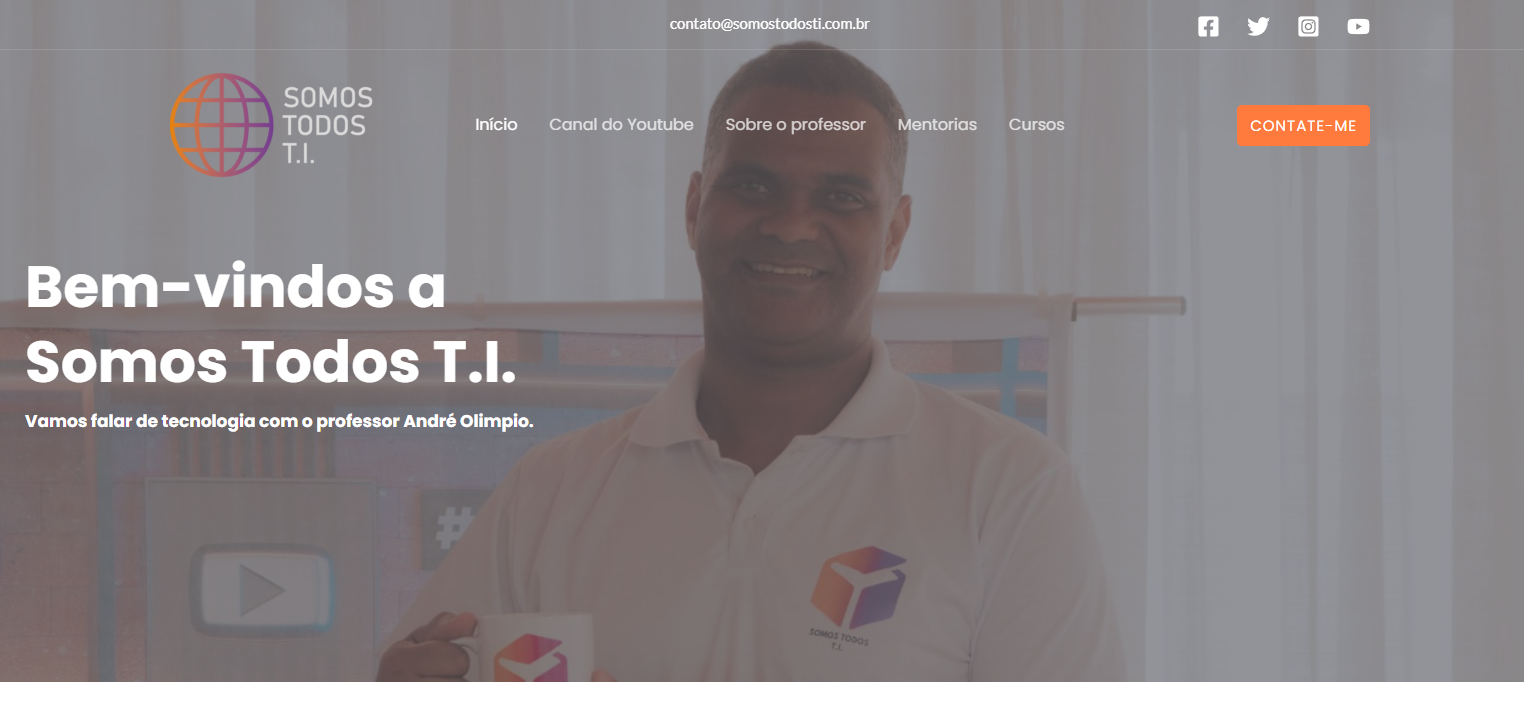 contato@somostodosti.com.br
SOMOS
TODOS
T.I.
Início
Canal do Youtube
Sobre o professor
Mentorias
Cursos
CONTATE-ME
Bem-vindos a
Somos Todos T.I.
Vamos falar de tecnologia com o professor André Olimpio.
#
SOMOS TODOS
T.I.